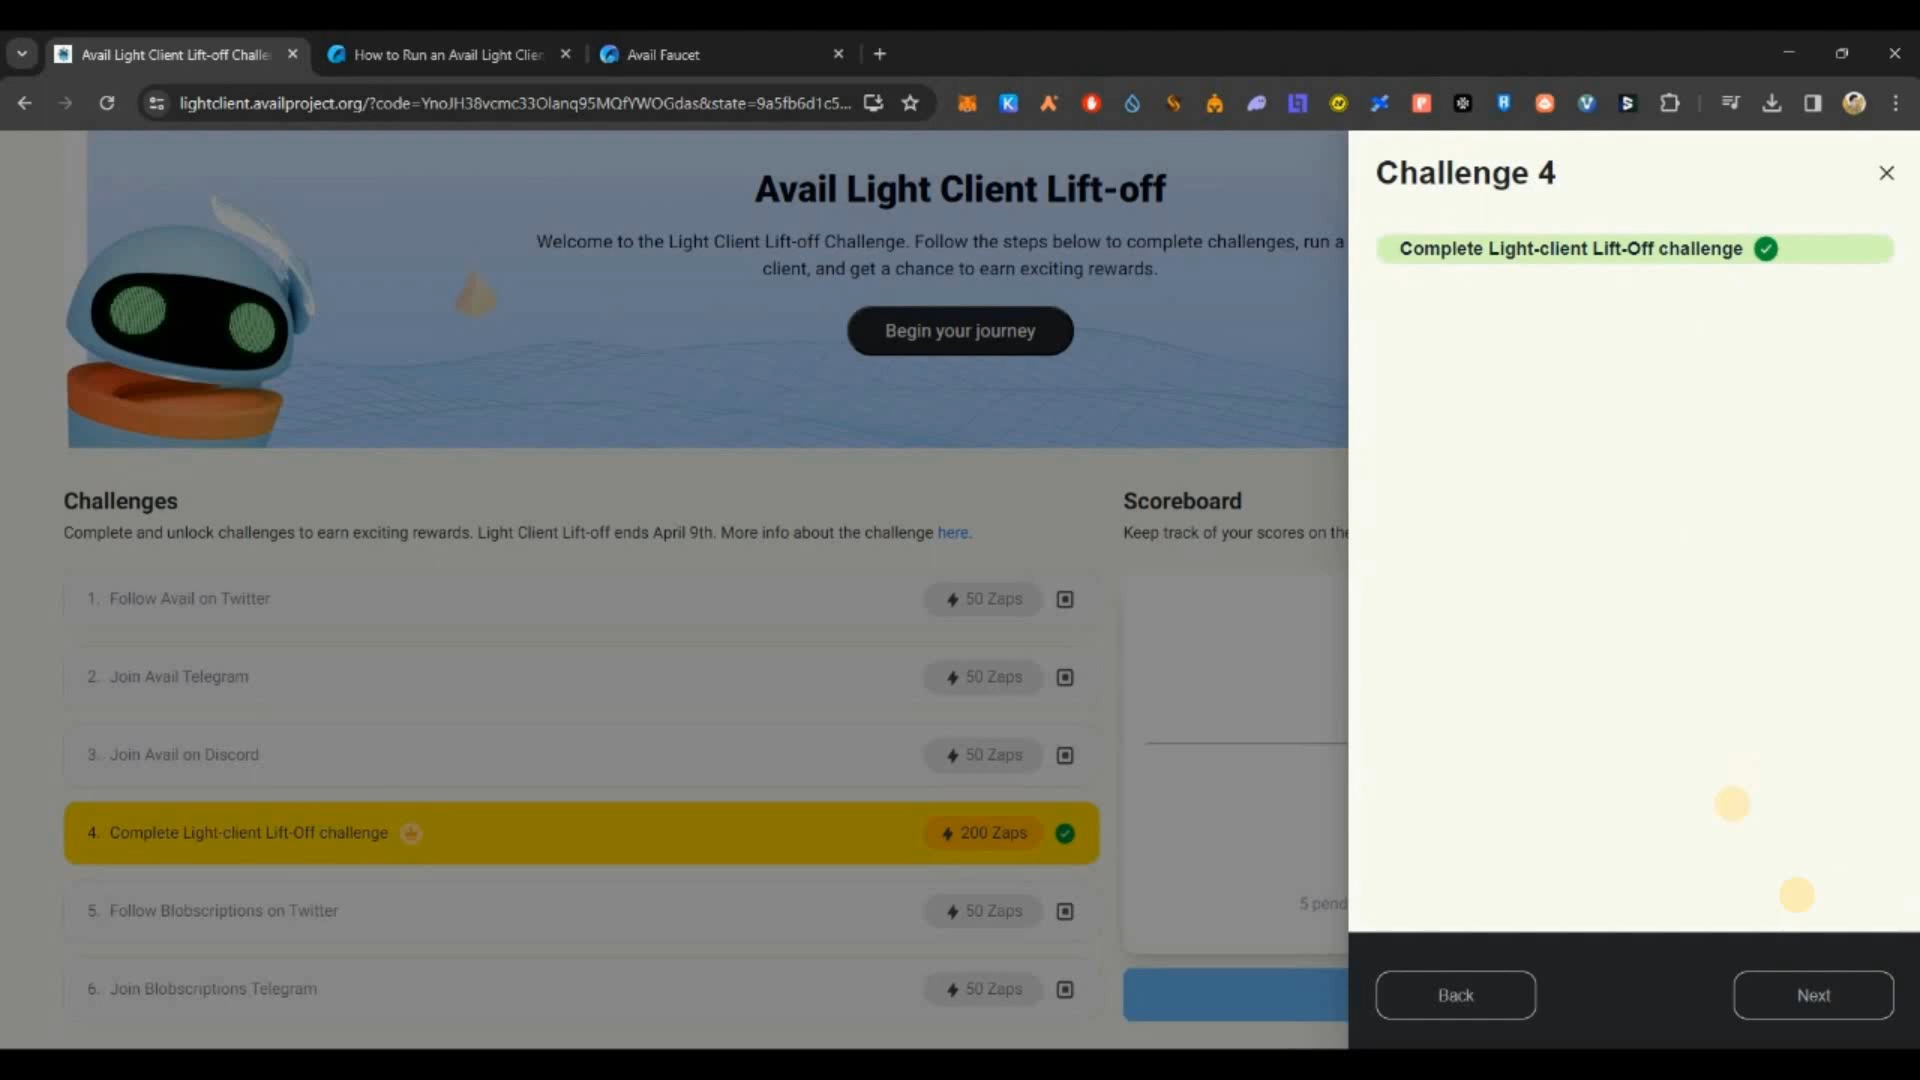 Avail Light Client Lift-off Challe
How to Run an Avail Light Clien
Avail Faucet
lightclient.availproject.org/?code=YnoJH38vcmc33Olanq95MQfYWOGdas&state=9a5fb6d1c5...
Avail Light Client Lift-off
Welcome to the Light Client Lift-off Challenge. Follow the steps below to complete challenges, run a
client, and get a chance to earn exciting rewards.
Begin your journey
Challenges
Complete and unlock challenges to earn exciting rewards. Light Client Lift-off ends April 9th. More info about the challenge here.
1. Follow Avail on Twitter
50 Zaps
2. Join Avail Telegram
50 Zaps
3. Join Avail on Discord
50 Zaps
4. Complete Light-client Lift-Off challenge
200 Zaps
5. Follow Blobscriptions on Twitter
50 Zaps
6. Join Blobscriptions Telegram
50 Zaps
Scoreboard
Keep track of your scores on the
5 pend
Challenge 4
Complete Light-client Lift-Off challenge
Back
Next